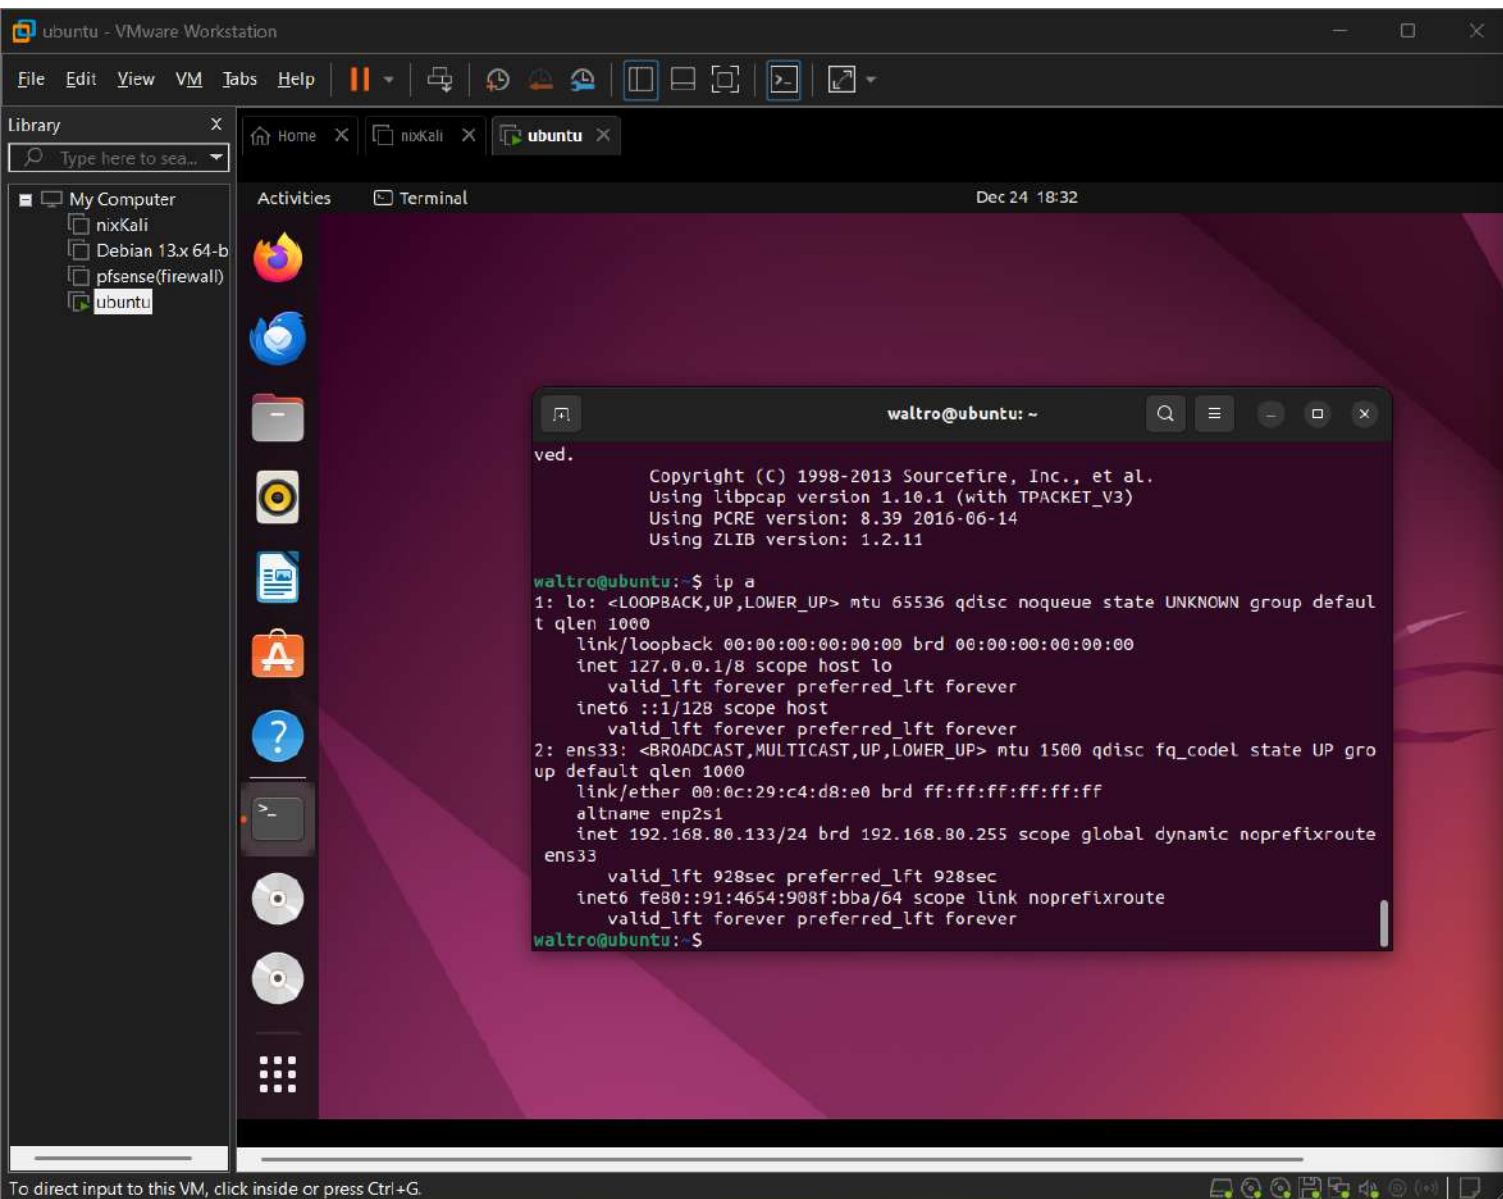 ubuntu - VMware Workstation
File Edit View VM Tabs Help
Library X
Type here to sea...
My Computer
nixKali
Debian 13.x 64-b
pfsense(firewall)
ubuntu
Home nixKali ubuntu
Activities Terminal Dec 24 18:32
waltro@ubuntu: ~
ved.
Copyright (C) 1998-2013 Sourcefire, Inc., et al.
Using libpcap version 1.10.1 (with TPACKET_V3)
Using PCRE version: 8.39 2016-06-14
Using ZLIB version: 1.2.11
waltro@ubuntu:~$ ip a
1: lo: <LOOPBACK,UP,LOWER_UP> mtu 65536 qdisc noqueue state UNKNOWN group defaul
t qlen 1000
link/loopback 00:00:00:00:00:00 brd 00:00:00:00:00:00
inet 127.0.0.1/8 scope host lo
valid_lft forever preferred_lft forever
inet6 ::1/128 scope host
valid_lft forever preferred_lft forever
2: ens33: <BROADCAST,MULTICAST,UP,LOWER_UP> mtu 1500 qdisc fq_codel state UP gro
up default qlen 1000
link/ether 00:0c:29:c4:d8:e0 brd ff:ff:ff:ff:ff:ff
altname enp2s1
inet 192.168.80.133/24 brd 192.168.80.255 scope global dynamic noprefixroute
ens33
valid_lft 928sec preferred_lft 928sec
inet6 fe80::91:4654:908f:bba/64 scope link noprefixroute
valid_lft forever preferred_lft forever
waltro@ubuntu:~$
To direct input to this VM, click inside or press Ctrl+G.